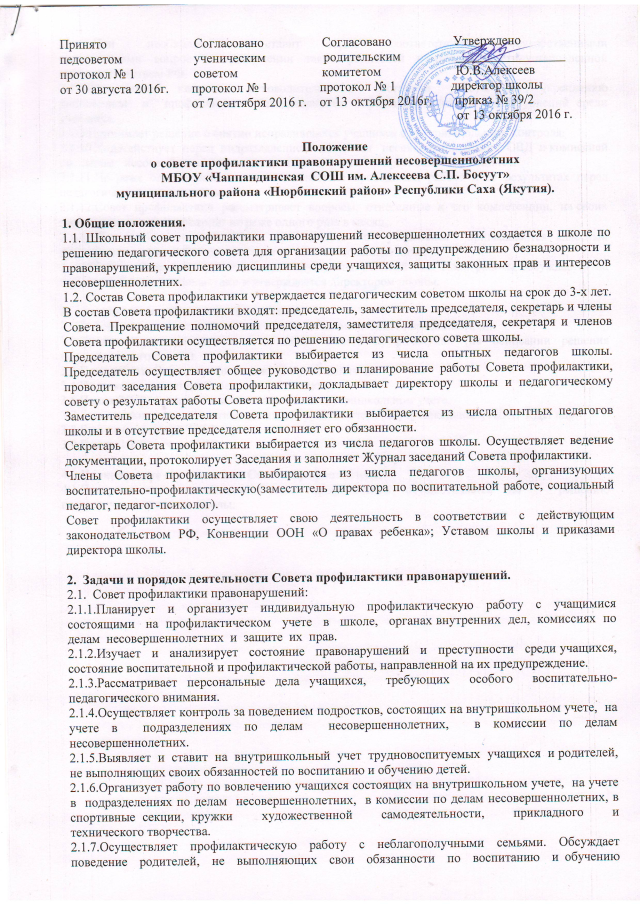 Принято Согласовано Согласовано Утверждено
педсоветом ученическим родительским
протокол № 1 советом комитетом Ю.В.Алексеев
от 30 августа 2016г. протокол № 1 протокол № 1 директор школы
от 7 сентября 2016 г. от 13 октября 2016г. приказ № 39/2
от 13 октября 2016 г.
Положение
о совете профилактики правонарушений несовершеннолетних
МБОУ «Чаппандинская СОШ им. Алексеева С.П. Босуут»
муниципального района «Нюрбинский район» Республики Саха (Якутия).
1. Общие положения.
1.1. Школьный совет профилактики правонарушений несовершеннолетних создается в школе по
решению педагогического совета для организации работы по предупреждению безнадзорности и
правонарушений, укреплению дисциплины среди учащихся, защиты законных прав и интересов
несовершеннолетних.
1.2. Состав Совета профилактики утверждается педагогическим советом школы на срок до 3-х лет.
В состав Совета профилактики входят: председатель, заместитель председателя, секретарь и члены
Совета. Прекращение полномочий председателя, заместителя председателя, секретаря и членов
Совета профилактики осуществляется по решению педагогического совета школы.
Председатель Совета профилактики выбирается из числа опытных педагогов школы.
Председатель осуществляет общее руководство и планирование работы Совета профилактики,
проводит заседания Совета профилактики, докладывает директору школы и педагогическому
совету о результатах работы Совета профилактики.
Заместитель председателя Совета профилактики выбирается из числа опытных педагогов
школы и в отсутствие председателя исполняет его обязанности.
Секретарь Совета профилактики выбирается из числа педагогов школы. Осуществляет ведение
документации, протоколирует Заседания и заполняет Журнал заседаний Совета профилактики.
Члены Совета профилактики выбираются из числа педагогов школы, организующих
воспитательно-профилактическую(заместитель директора по воспитательной работе, социальный
педагог, педагог-психолог).
Совет профилактики осуществляет свою деятельность в соответствии с действующим
законодательством РФ, Конвенции ООН «О правах ребенка»; Уставом школы и приказами
директора школы.
2. Задачи и порядок деятельности Совета профилактики правонарушений.
2.1. Совет профилактики правонарушений:
2.1.1.Планирует и организует индивидуальную профилактическую работу с учащимися
состоящими на профилактическом учете в школе, органах внутренних дел, комиссиях по
делам несовершеннолетних и защите их прав.
2.1.2.Изучает и анализирует состояние правонарушений и преступности среди учащихся,
состояние воспитательной и профилактической работы, направленной на их предупреждение.
2.1.3.Рассматривает персональные дела учащихся, требующих особого воспитательно-
педагогического внимания.
2.1.4.Осуществляет контроль за поведением подростков, состоящих на внутришкольном учете, на
учете в подразделениях по делам несовершеннолетних, в комиссии по делам
несовершеннолетних.
2.1.5.Выявляет и ставит на внутришкольный учет трудновоспитуемых учащихся и родителей,
не выполняющих своих обязанностей по воспитанию и обучению детей.
2.1.6.Организует работу по вовлечению учащихся состоящих на внутришкольном учете, на учете
в подразделениях по делам несовершеннолетних, в комиссии по делам несовершеннолетних, в
спортивные секции, кружки художественной самодеятельности, прикладного и
технического творчества.
2.1.7.Осуществляет профилактическую работу с неблагополучными семьями. Обсуждает
поведение родителей, не выполняющих свои обязанности по воспитанию и обучению